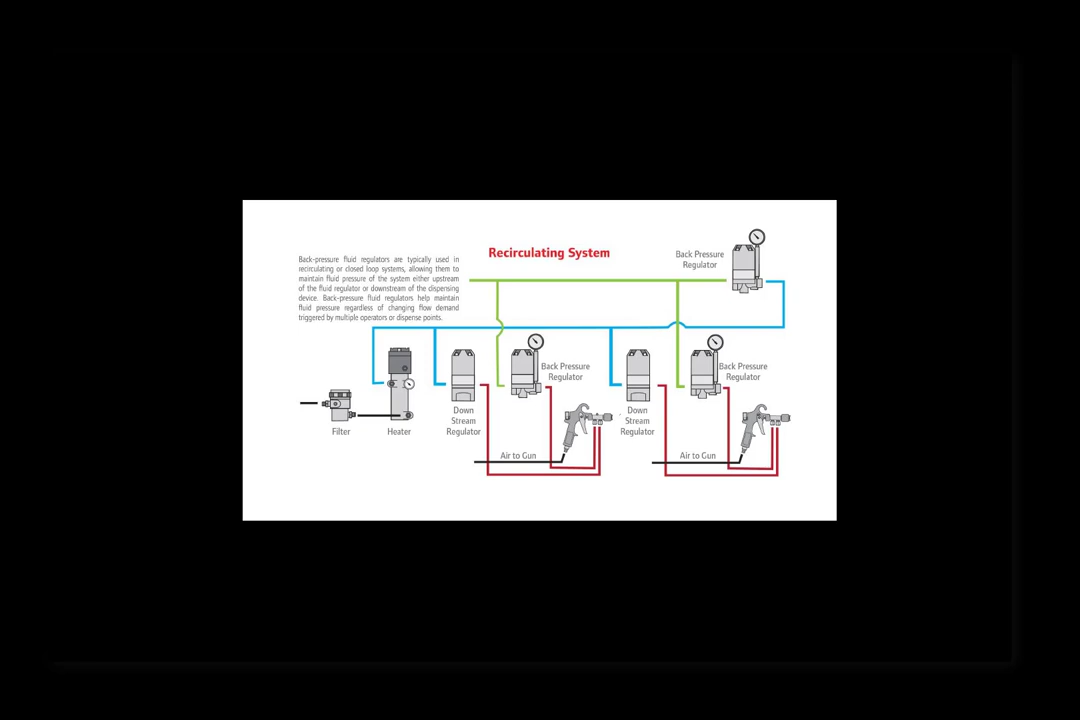 Recirculating System
Back-pressure fluid regulators are typically used in
recirculating or closed loop systems, allowing them to
maintain fluid pressure of the system either upstream
of the fluid regulator or downstream of the dispensing
device. Back-pressure fluid regulators help maintain
fluid pressure regardless of changing flow demand
triggered by multiple operators or dispense points.
Back Pressure
Regulator
Back Pressure
Regulator
Back Pressure
Regulator
Filter
Heater
Down
Stream
Regulator
Down
Stream
Regulator
Air to Gun
Air to Gun